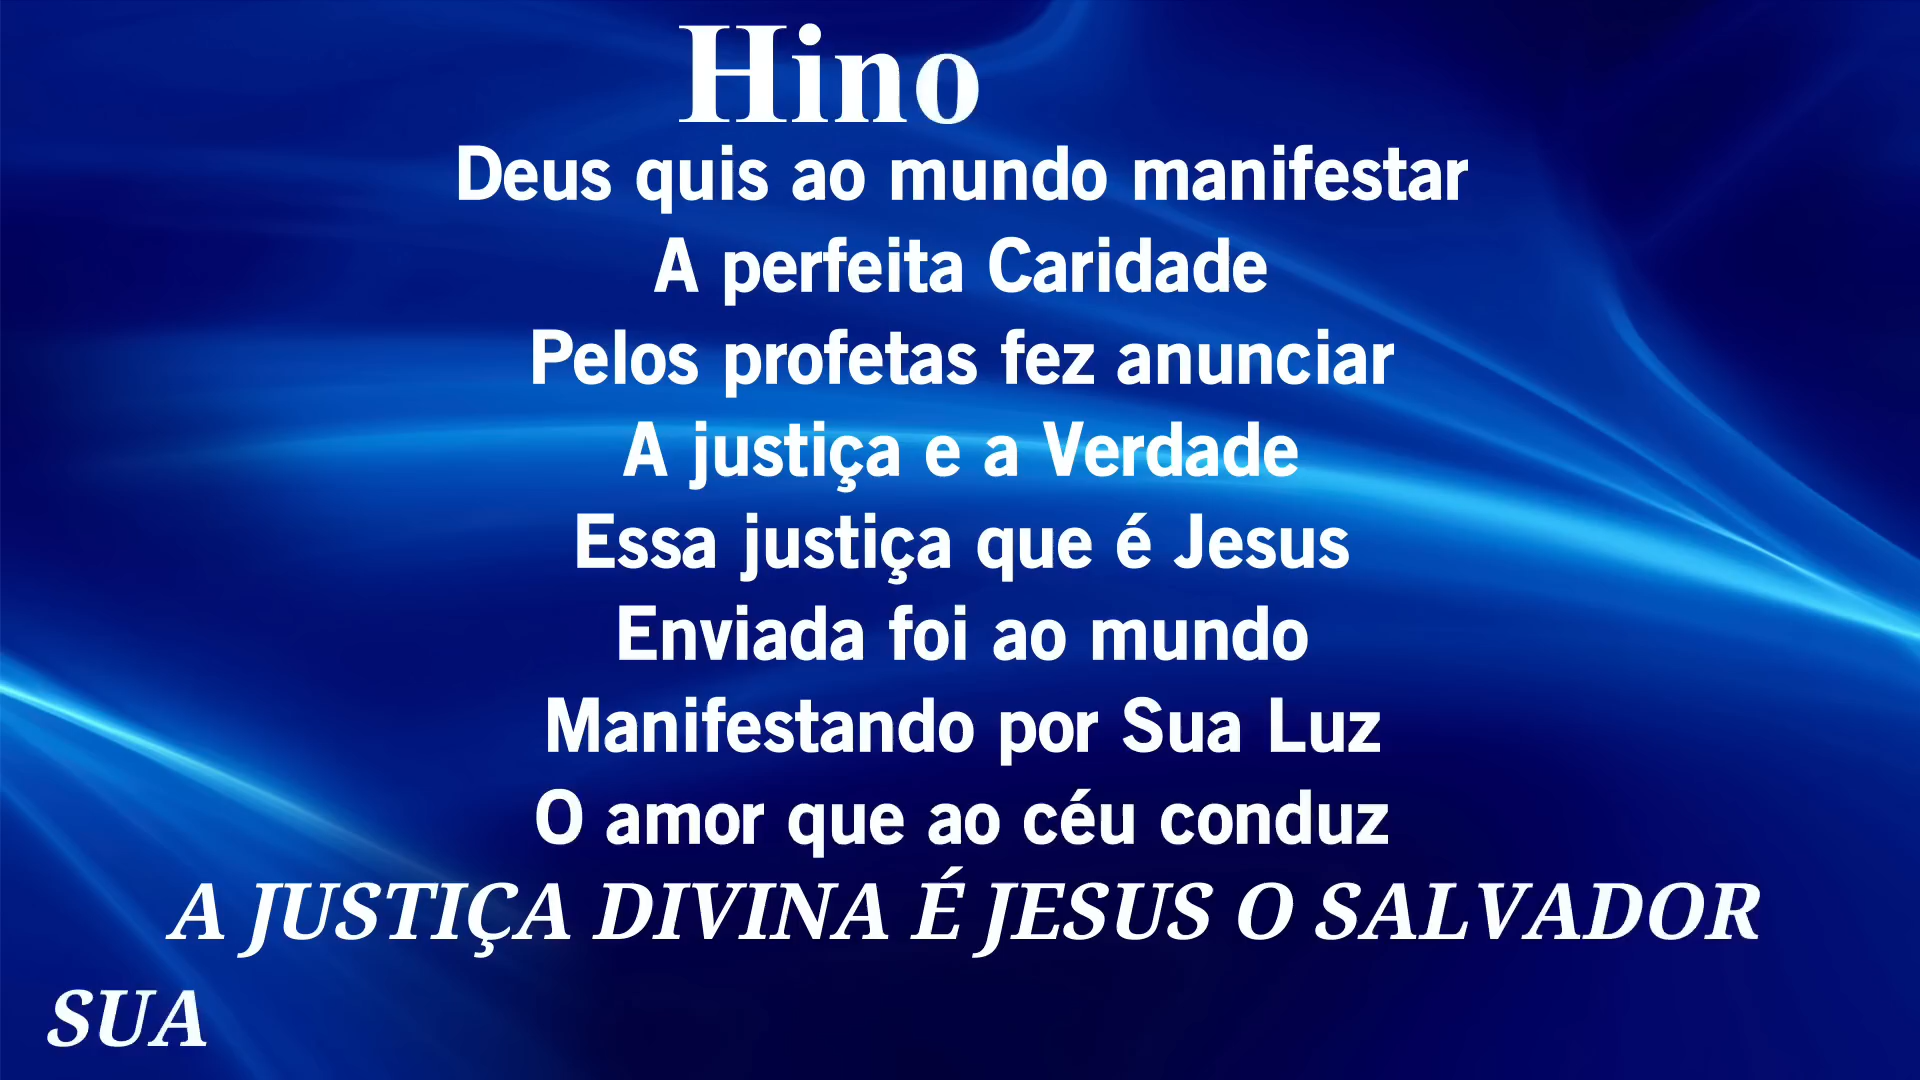 Hino
Deus quis ao mundo manifestar
A perfeita Caridade
Pelos profetas fez anunciar
A justiça e a Verdade
Essa justiça que é Jesus
Enviada foi ao mundo
Manifestando por Sua Luz
O amor que ao céu conduz
A JUSTIÇA DIVINA É JESUS O SALVADOR
SUA